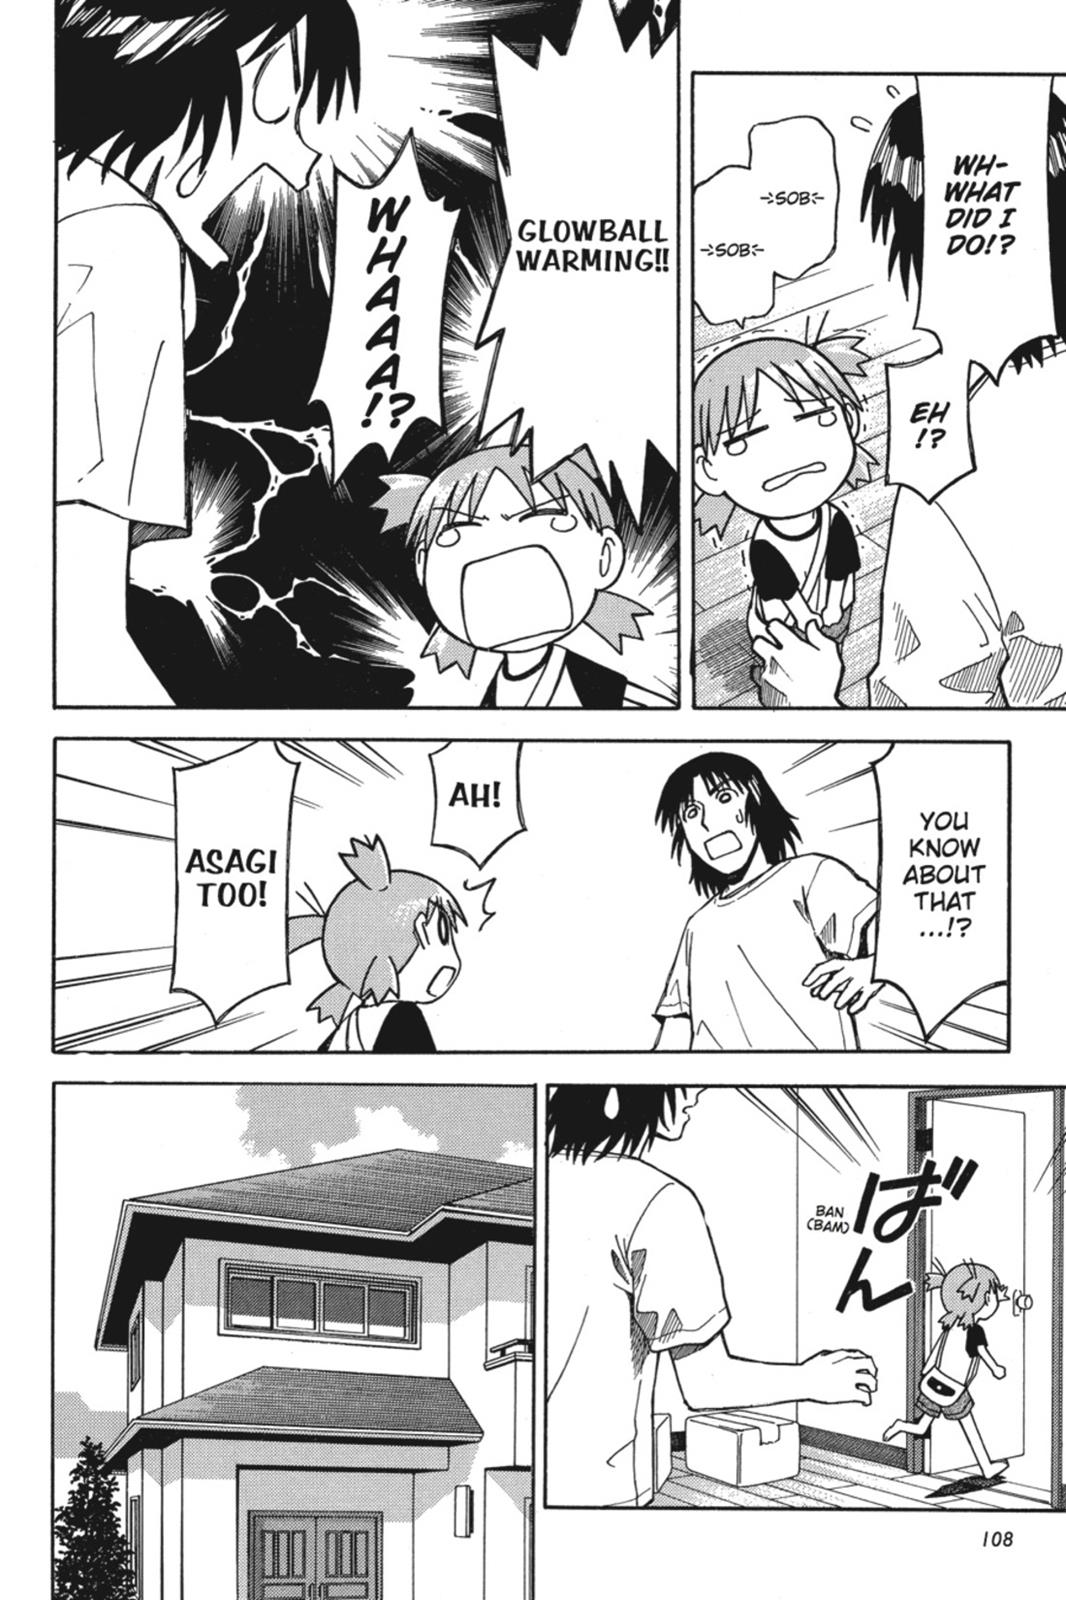 WH-
WHAT
DID I
DO!?
EH
!?
-SOB-
-SOB-
GLOWBALL
WARMING!!
WHAAA!?
YOU
KNOW
ABOUT
THAT
...!?
AH!
ASAGI
TOO!
ばん
BAN
(BAM)
108